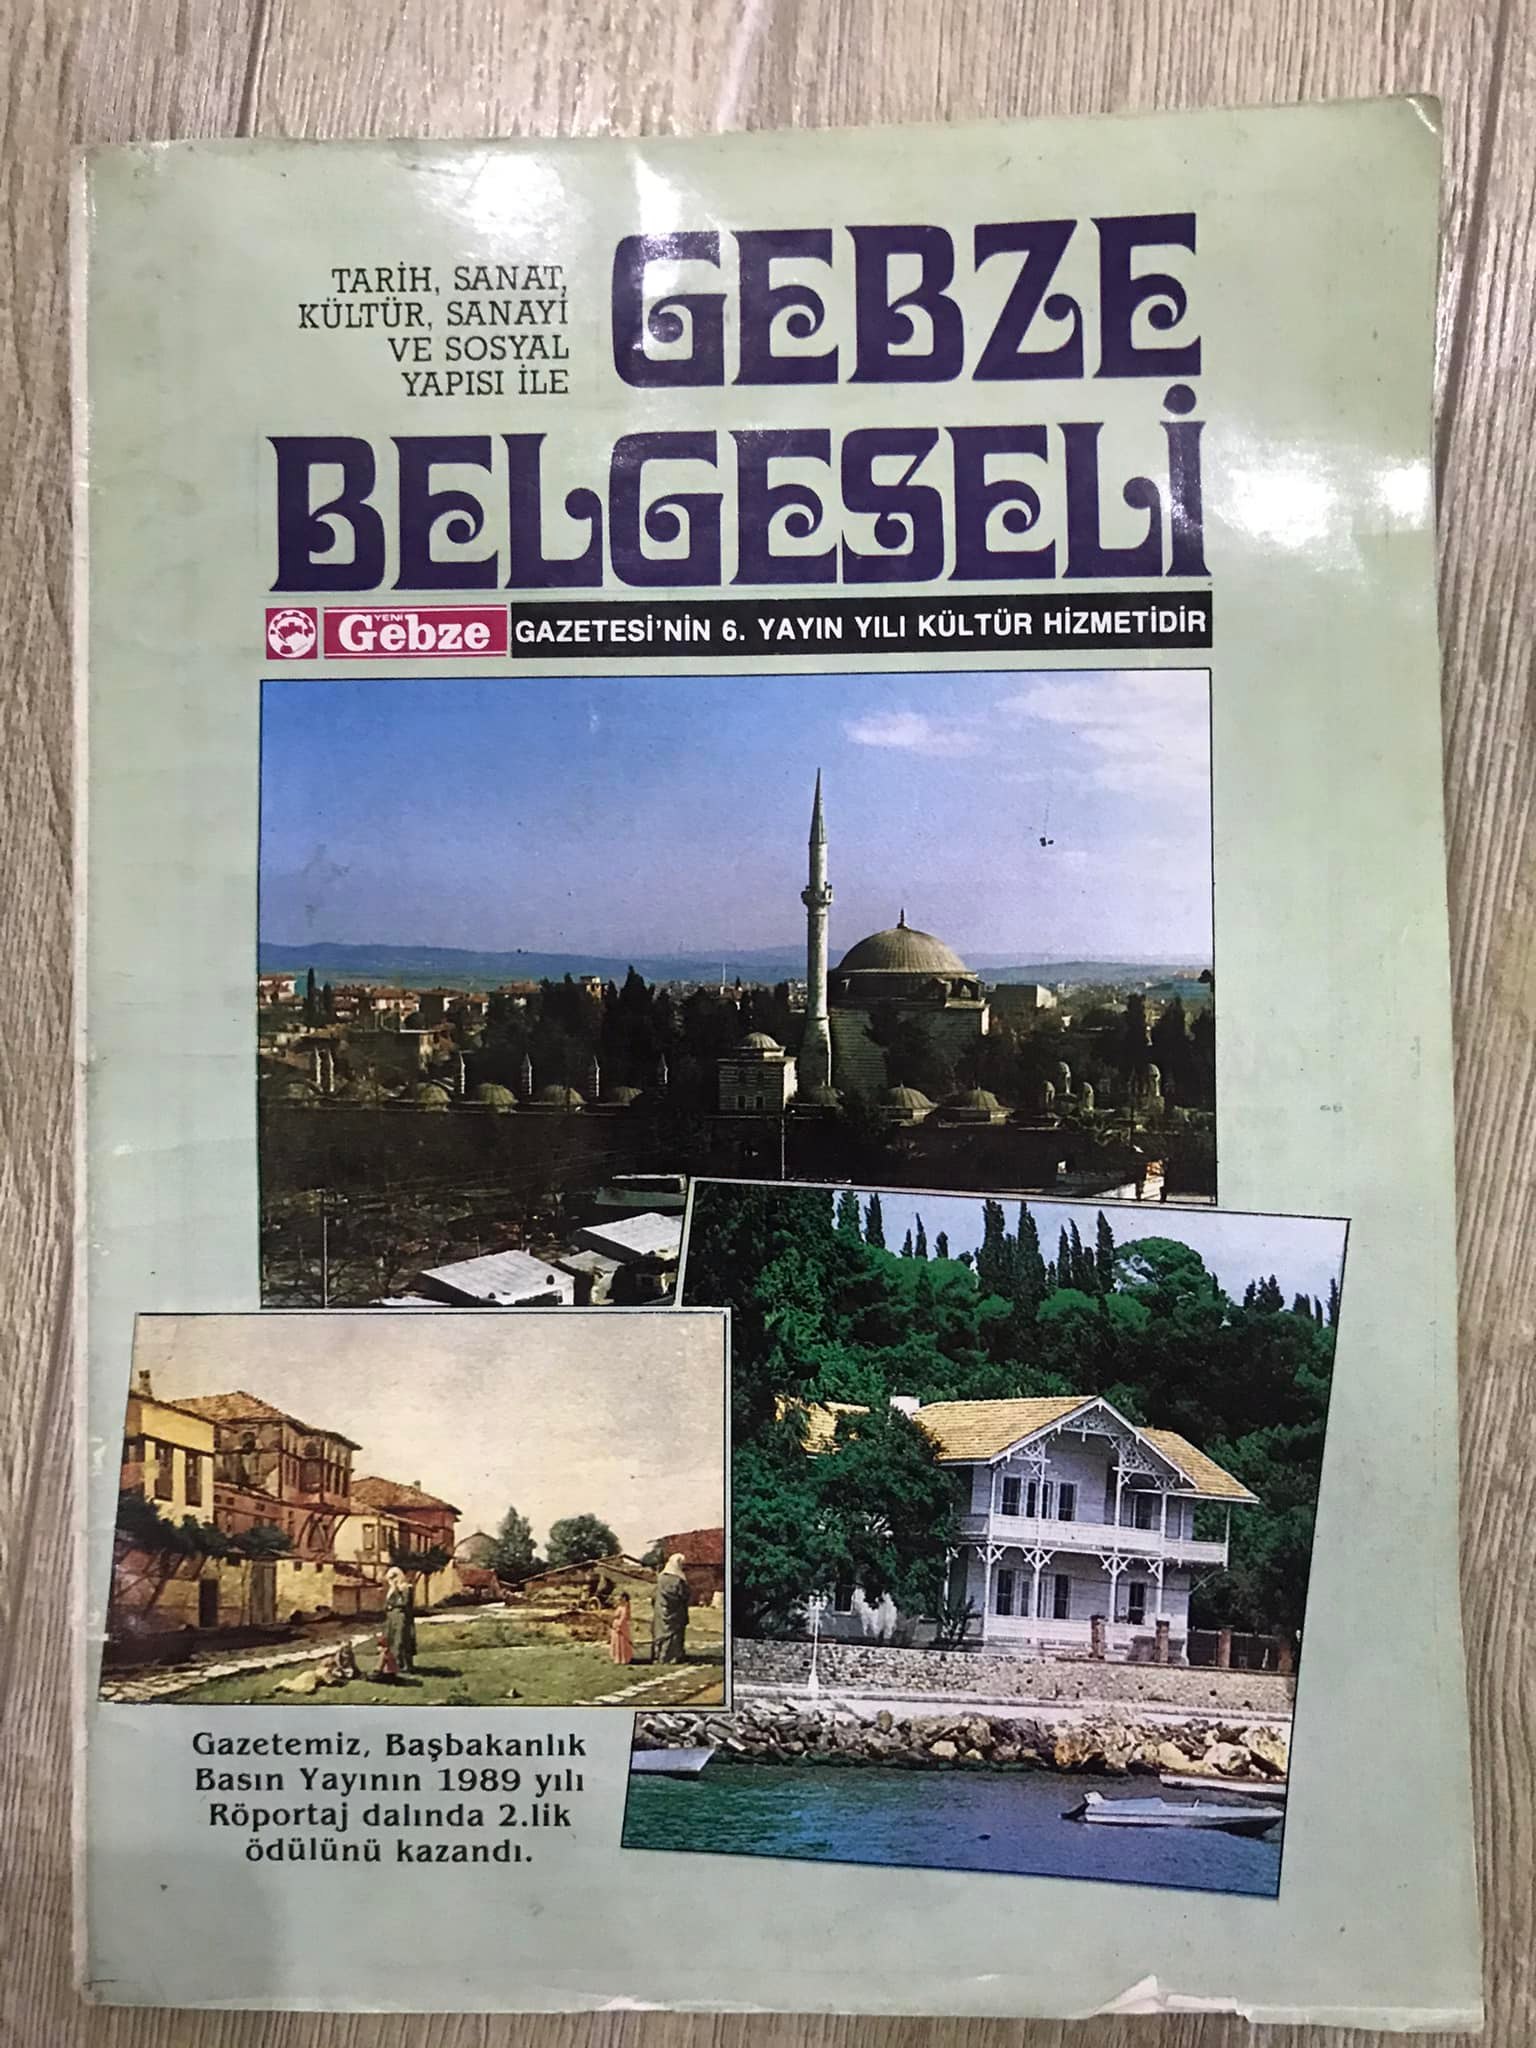 TARİH, SANAT,
KÜLTÜR, SANAYİ
VE SOSYAL
YAPISI İLE
GEBZE
BELGESELİ
YENİ
Gebze
GAZETESİ'NİN 6. YAYIN YILI KÜLTÜR HİZMETİDİR
Gazetemiz, Başbakanlık
Basın Yayının 1989 yılı
Röportaj dalında 2.lik
ödülünü kazandı.